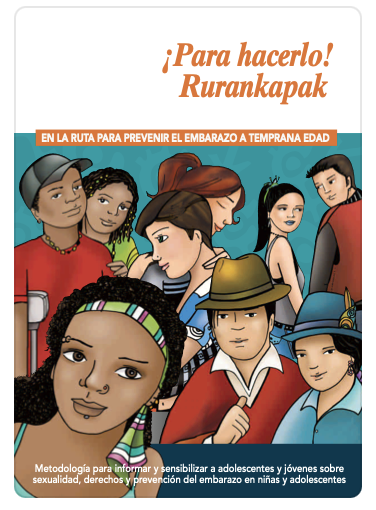 ¡Para hacerlo!
Rurankapak
EN LA RUTA PARA PREVENIR EL EMBARAZO A TEMPRANA EDAD
Metodología para informar y sensibilizar a adolescentes y jóvenes sobre
sexualidad, derechos y prevención del embarazo en niñas y adolescentes